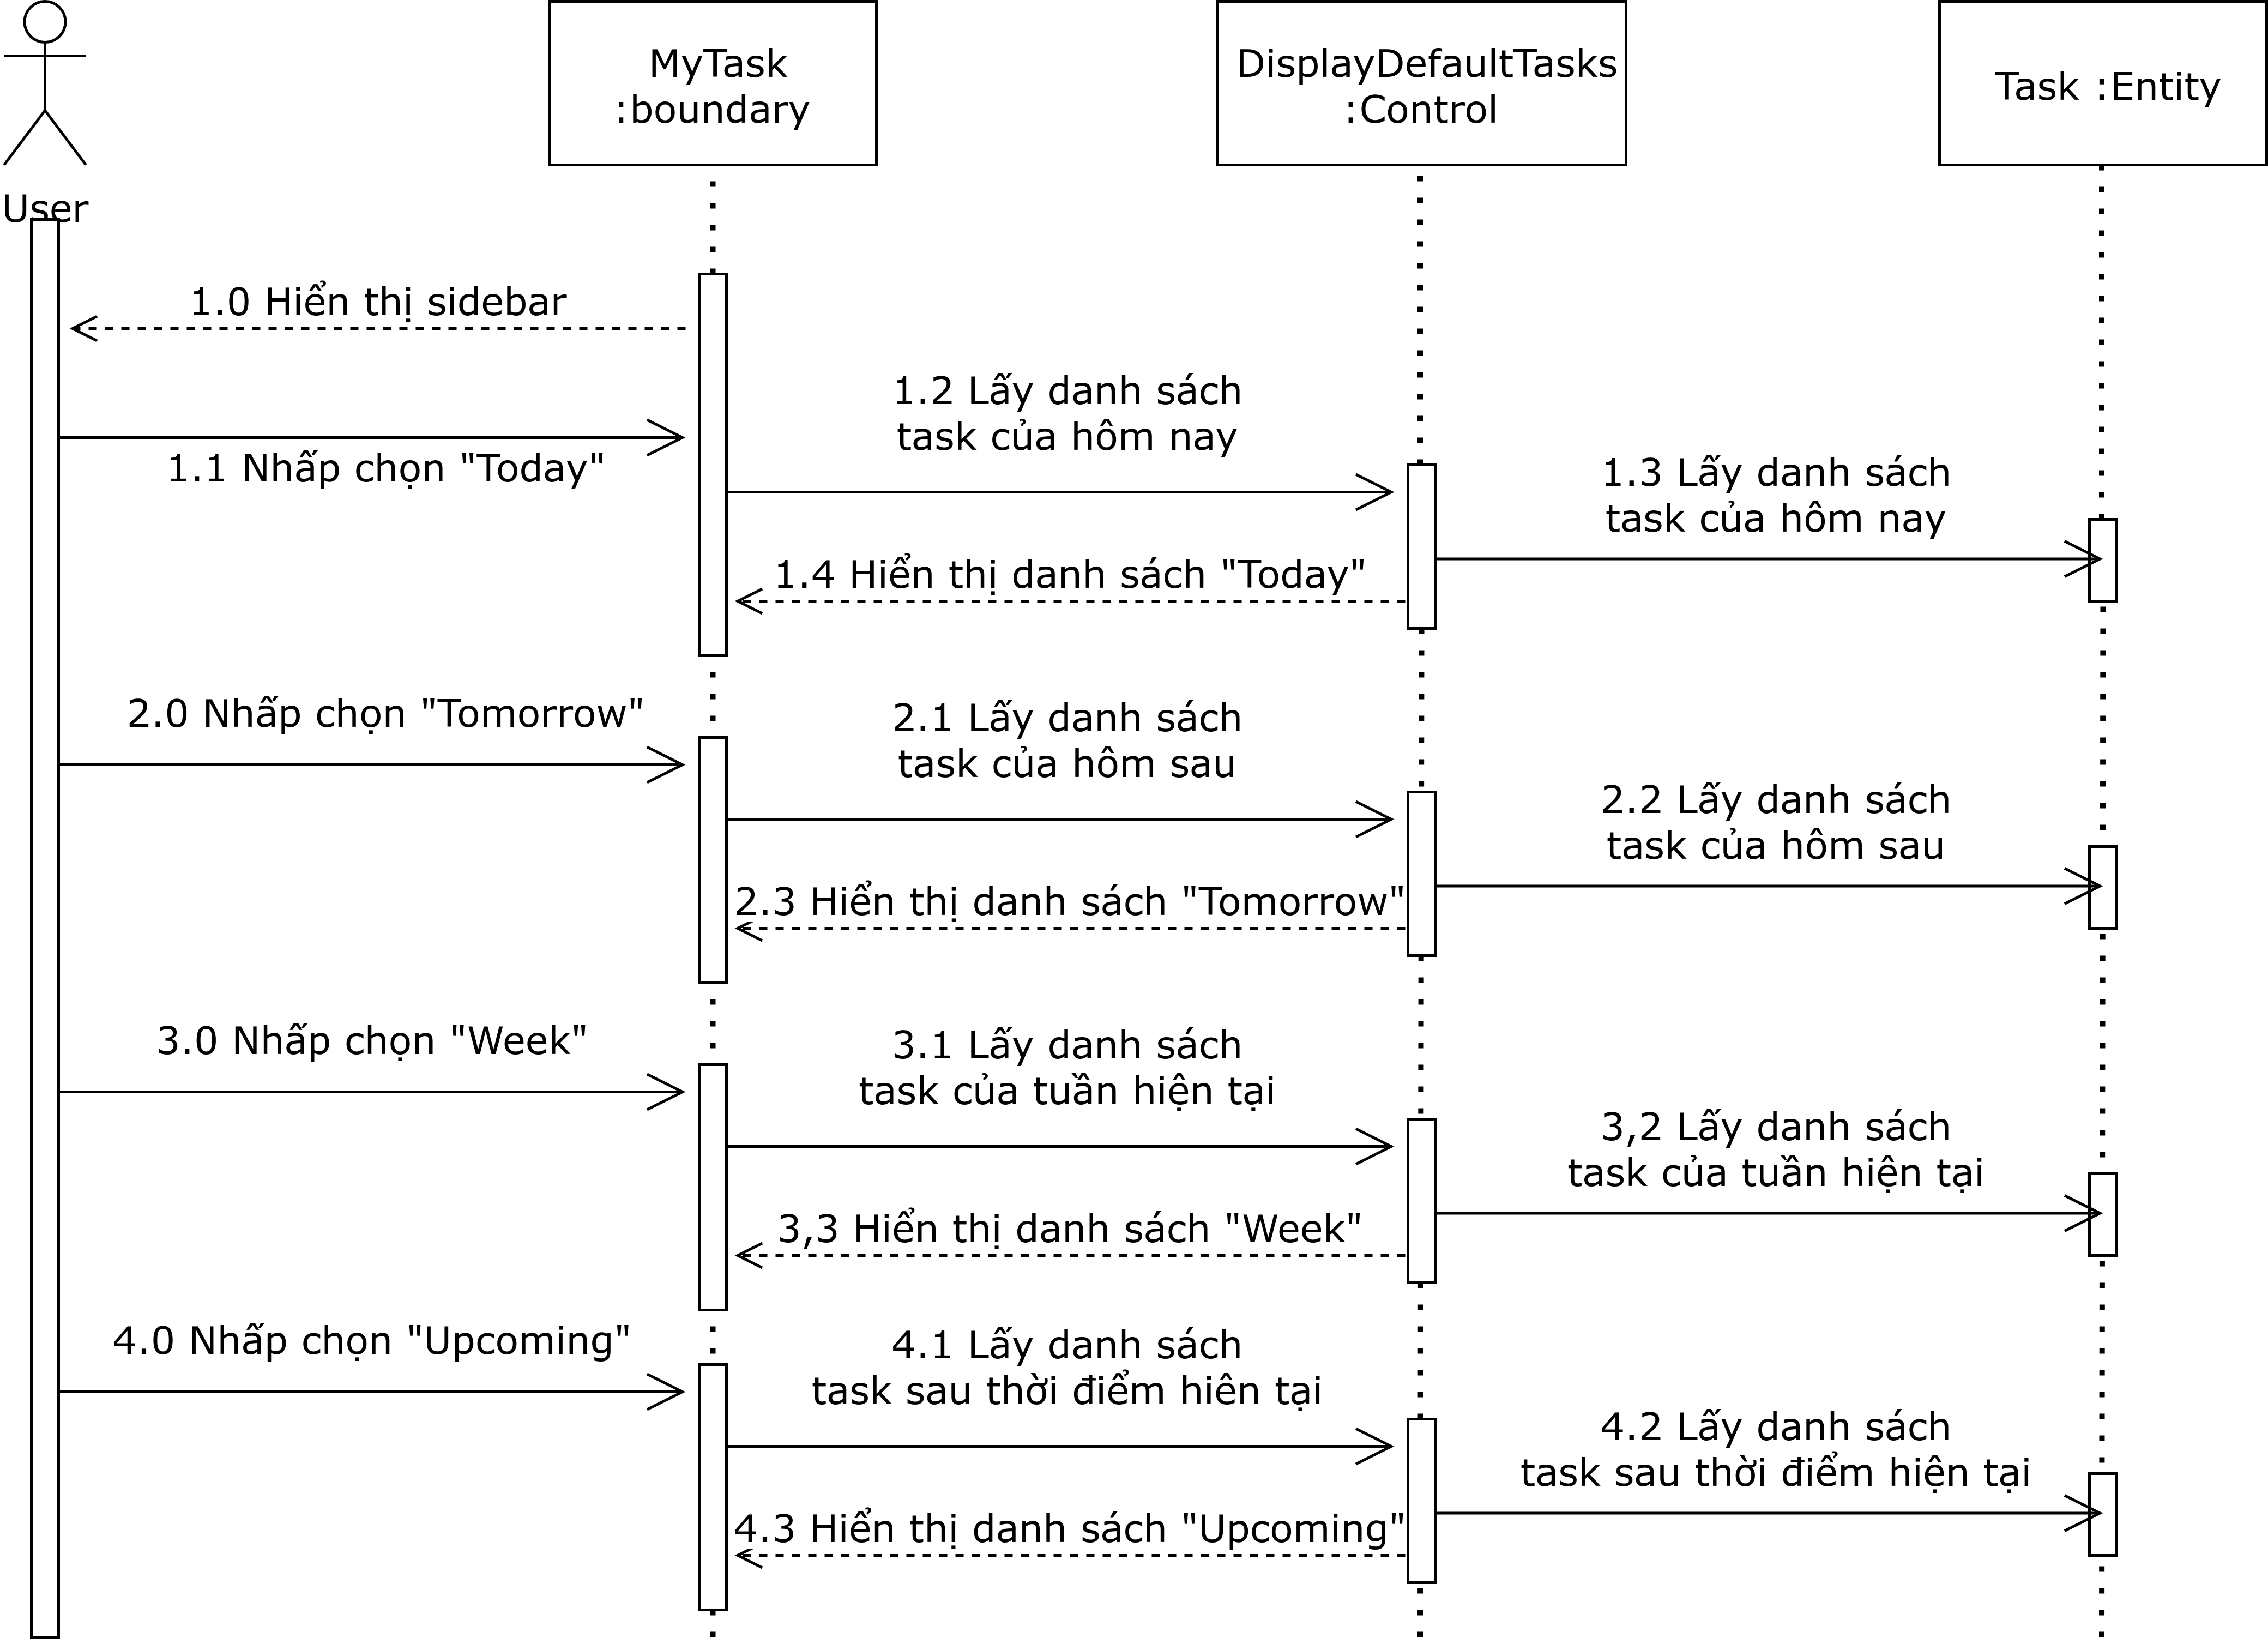 User
MyTask
:boundary
DisplayDefaultTasks
:Control
Task :Entity
1.0 Hiển thị sidebar
1.1 Nhấp chọn "Today"
1.2 Lấy danh sách
task của hôm nay
1.3 Lấy danh sách
task của hôm nay
1.4 Hiển thị danh sách "Today"
2.0 Nhấp chọn "Tomorrow"
2.1 Lấy danh sách
task của hôm sau
2.2 Lấy danh sách
task của hôm sau
2.3 Hiển thị danh sách "Tomorrow"
3.0 Nhấp chọn "Week"
3.1 Lấy danh sách
task của tuần hiện tại
3,2 Lấy danh sách
task của tuần hiện tại
3,3 Hiển thị danh sách "Week"
4.0 Nhấp chọn "Upcoming"
4.1 Lấy danh sách
task sau thời điểm hiên tại
4.2 Lấy danh sách
task sau thời điểm hiện tại
4.3 Hiển thị danh sách "Upcoming"